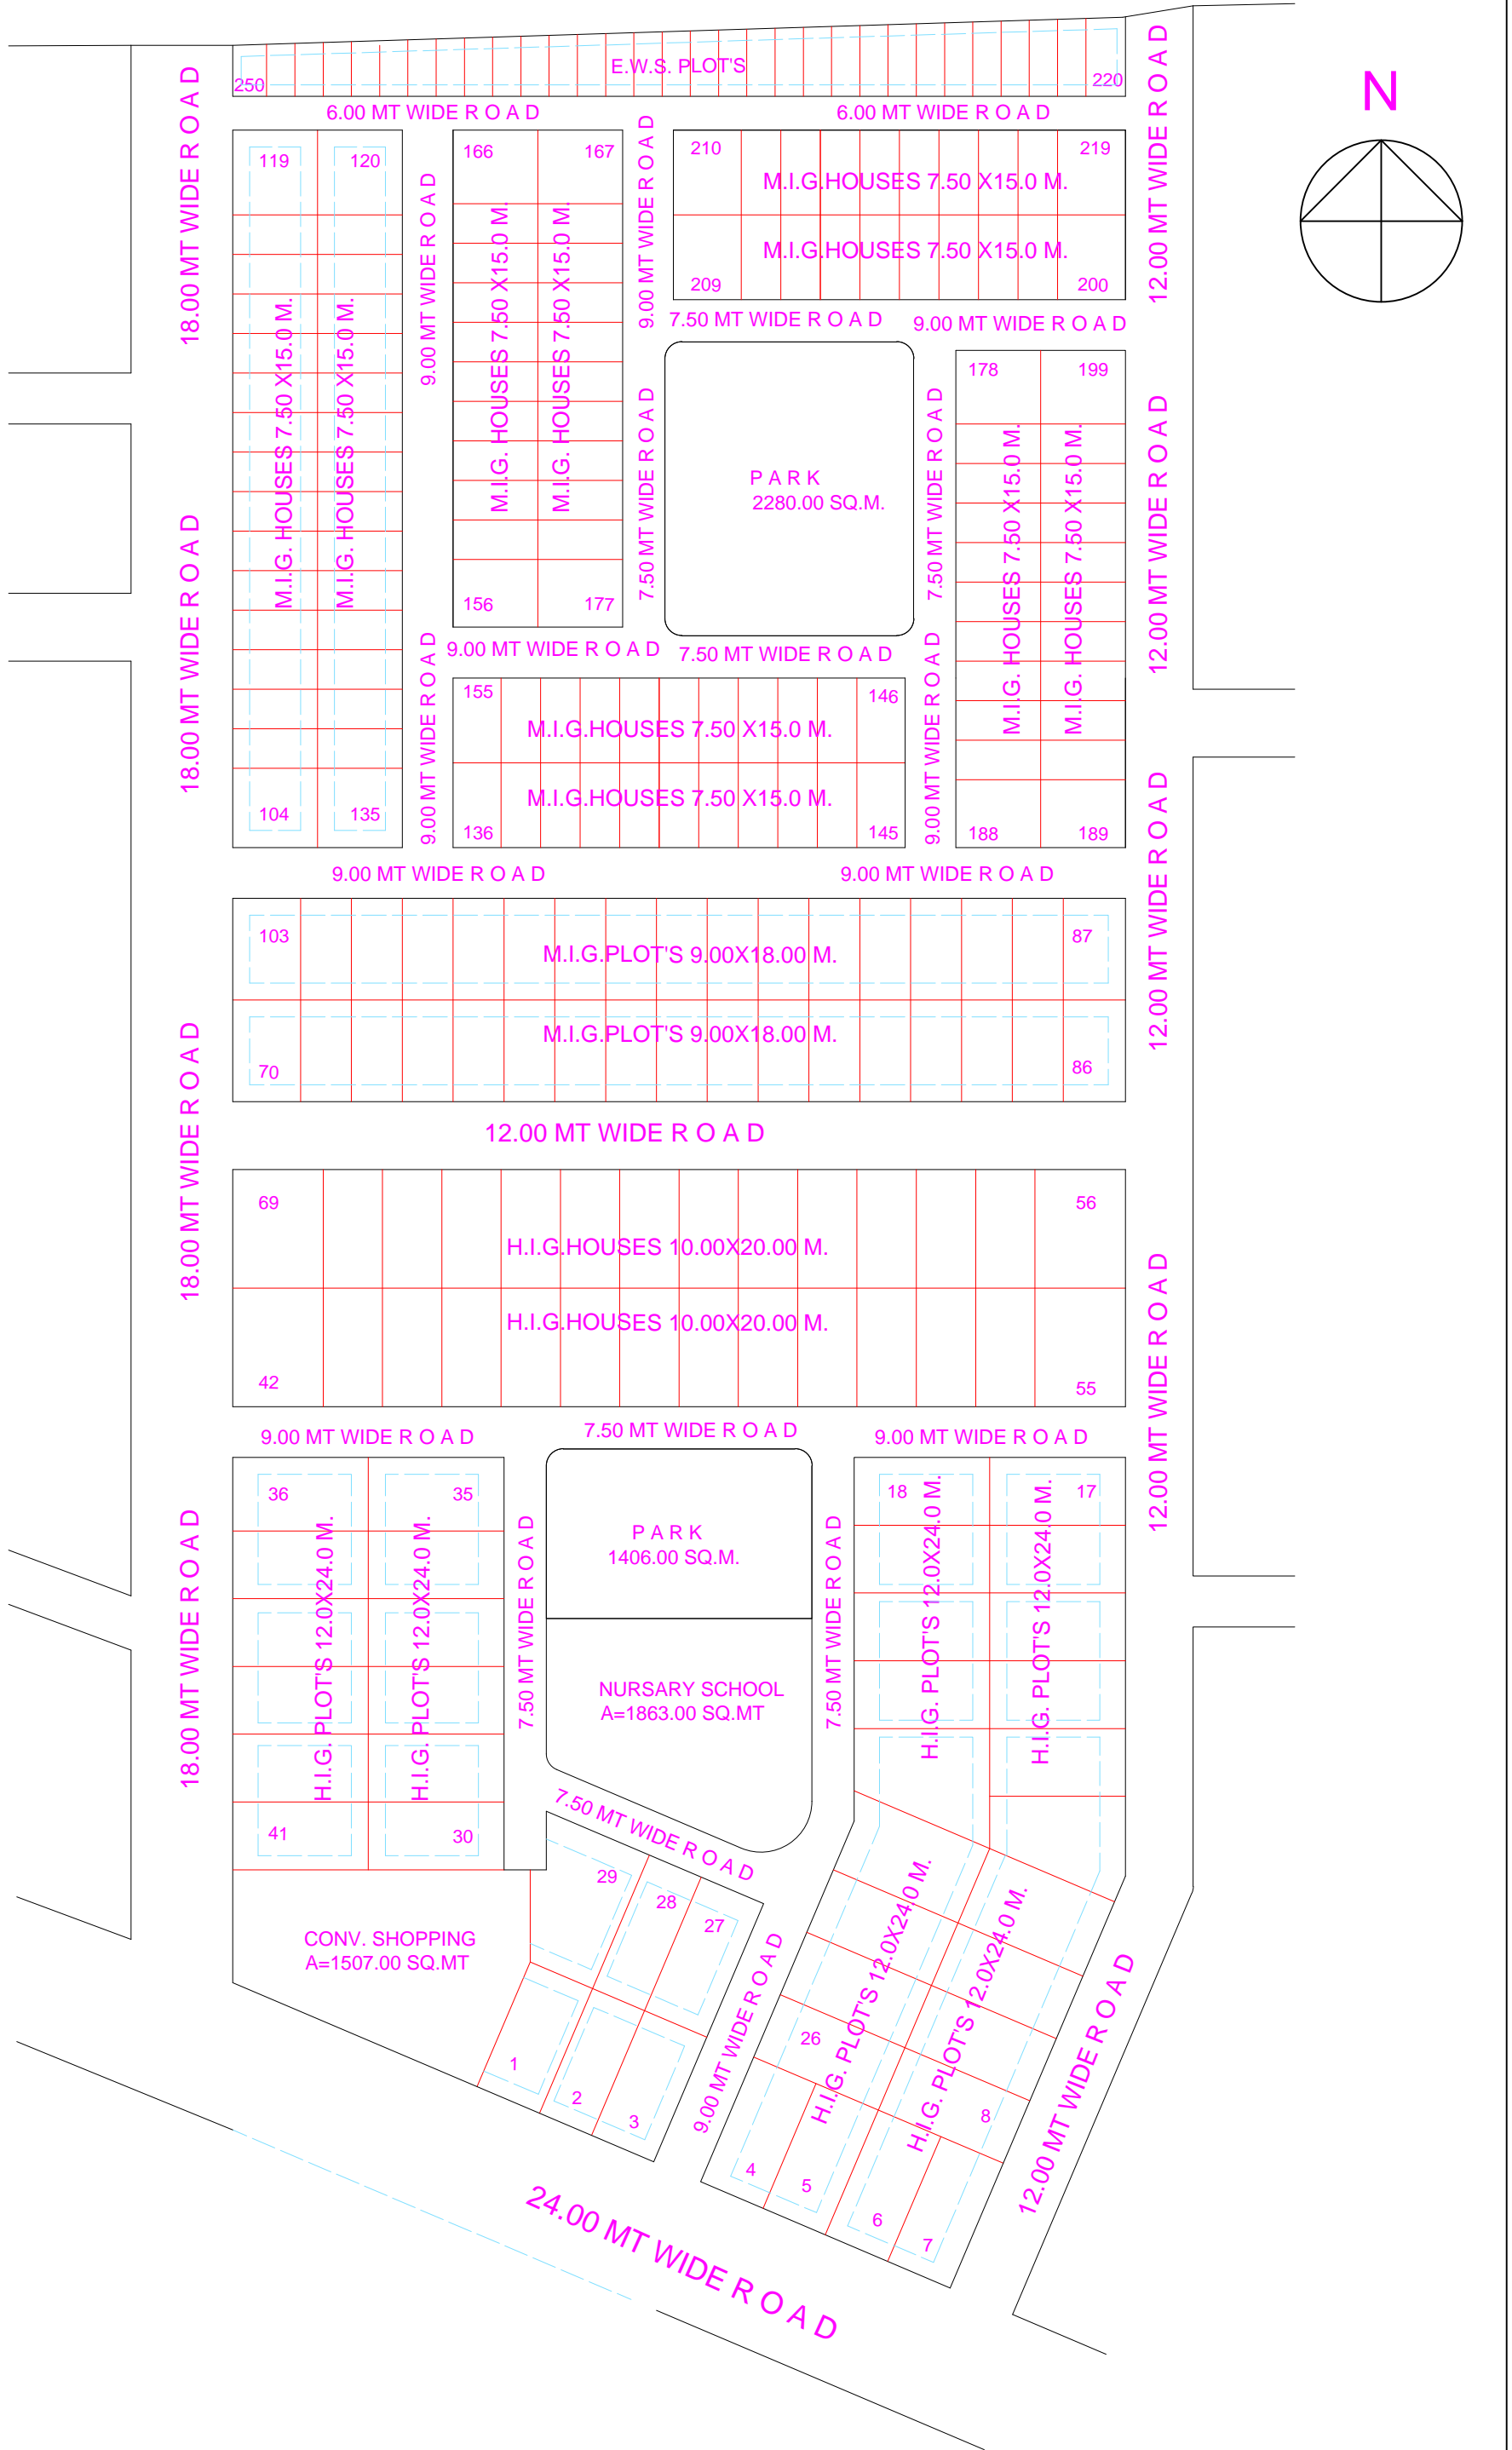 N
E.W.S. PLOT'S
250
220
6.00 MT WIDE R O A D
6.00 MT WIDE R O A D
18.00 MT WIDE R O A D
12.00 MT WIDE R O A D
119
120
166
167
210
219
M.I.G.HOUSES 7.50 X15.0 M.
M.I.G.HOUSES 7.50 X15.0 M.
209
200
9.00 MT WIDE R O A D
9.00 MT WIDE R O A D
7.50 MT WIDE R O A D
9.00 MT WIDE R O A D
M.I.G. HOUSES 7.50 X15.0 M.
M.I.G. HOUSES 7.50 X15.0 M.
M.I.G. HOUSES 7.50 X15.0 M.
M.I.G. HOUSES 7.50 X15.0 M.
178
199
7.50 MT WIDE R O A D
P A R K
2280.00 SQ.M.
7.50 MT WIDE R O A D
M.I.G. HOUSES 7.50 X15.0 M.
M.I.G. HOUSES 7.50 X15.0 M.
12.00 MT WIDE R O A D
18.00 MT WIDE R O A D
156
177
9.00 MT WIDE R O A D
7.50 MT WIDE R O A D
9.00 MT WIDE R O A D
9.00 MT WIDE R O A D
155
146
M.I.G.HOUSES 7.50 X15.0 M.
M.I.G.HOUSES 7.50 X15.0 M.
104
135
136
145
188
189
9.00 MT WIDE R O A D
9.00 MT WIDE R O A D
12.00 MT WIDE R O A D
103
87
M.I.G.PLOT'S 9.00X18.00 M.
M.I.G.PLOT'S 9.00X18.00 M.
70
86
18.00 MT WIDE R O A D
12.00 MT WIDE R O A D
69
56
H.I.G.HOUSES 10.00X20.00 M.
H.I.G.HOUSES 10.00X20.00 M.
42
55
12.00 MT WIDE R O A D
9.00 MT WIDE R O A D
7.50 MT WIDE R O A D
9.00 MT WIDE R O A D
36
35
18
17
18.00 MT WIDE R O A D
H.I.G. PLOT'S 12.0X24.0 M.
H.I.G. PLOT'S 12.0X24.0 M.
7.50 MT WIDE R O A D
P A R K
1406.00 SQ.M.
7.50 MT WIDE R O A D
H.I.G. PLOT'S 12.0X24.0 M.
H.I.G. PLOT'S 12.0X24.0 M.
NURSARY SCHOOL
A=1863.00 SQ.MT
41
30
7.50 MT WIDE R O A D
29
28
27
CONV. SHOPPING
A=1507.00 SQ.MT
9.00 MT WIDE R O A D
H.I.G. PLOT'S 12.0X24.0 M.
H.I.G. PLOT'S 12.0X24.0 M.
12.00 MT WIDE R O A D
26
8
1
2
3
4
5
6
7
24.00 MT WIDE R O A D